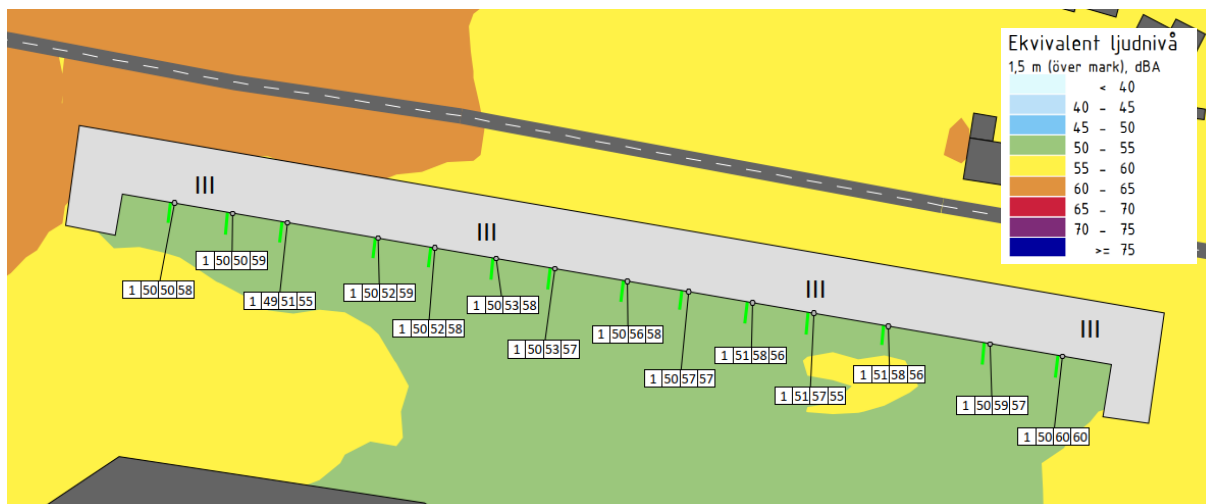 Ekvivalent ljudnivå
1,5 m (över mark), dBA
< 40
40 - 45
45 - 50
50 - 55
55 - 60
60 - 65
65 - 70
70 - 75
>= 75
III
III
III
III
1 50 50 58
1 50 50 59
1 49 51 55
1 50 52 59
1 50 52 58
1 50 53 58
1 50 53 57
1 50 56 58
1 50 57 57
1 51 58 56
1 51 57 55
1 51 58 56
1 50 59 57
1 50 60 60